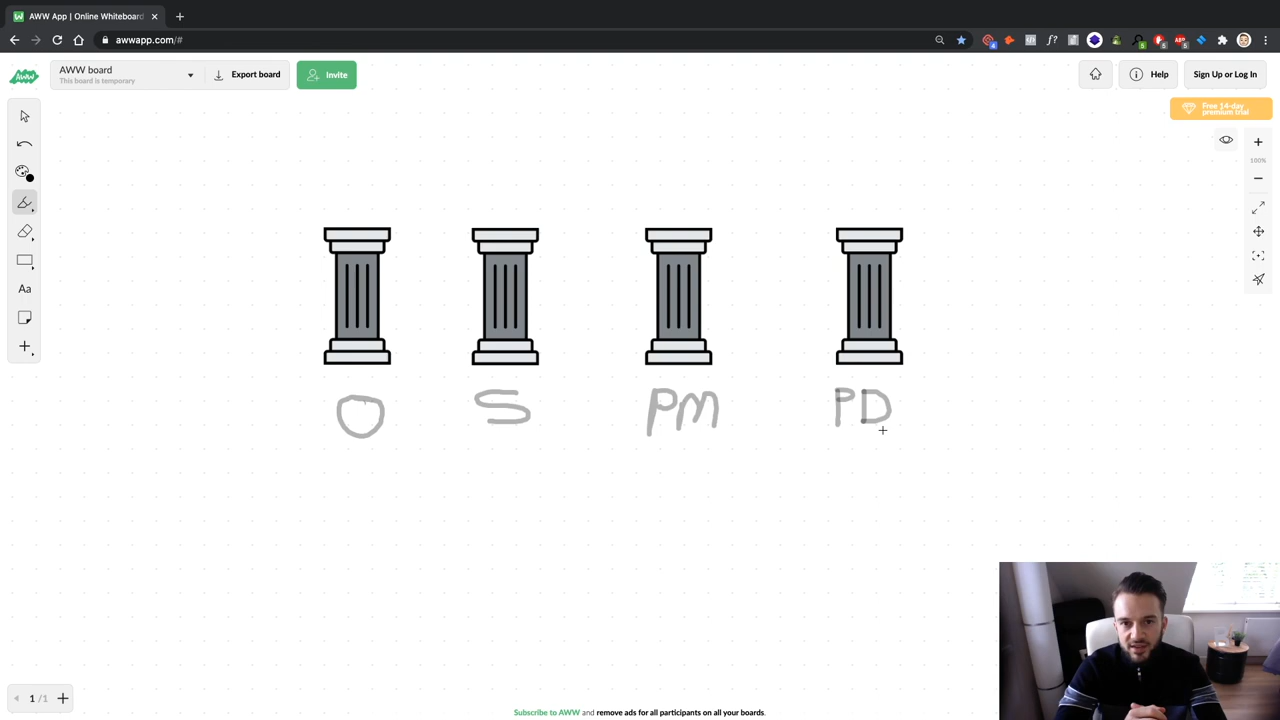 AWW App | Online Whiteboard
awwapp.com/#
AWW board
This board is temporary
Export board
Invite
Help
Sign Up or Log In
Free 14-day
premium trial
100%
Aa
O S PM PD
1 /1
Subscribe to AWW and remove ads for all participants on all your boards.